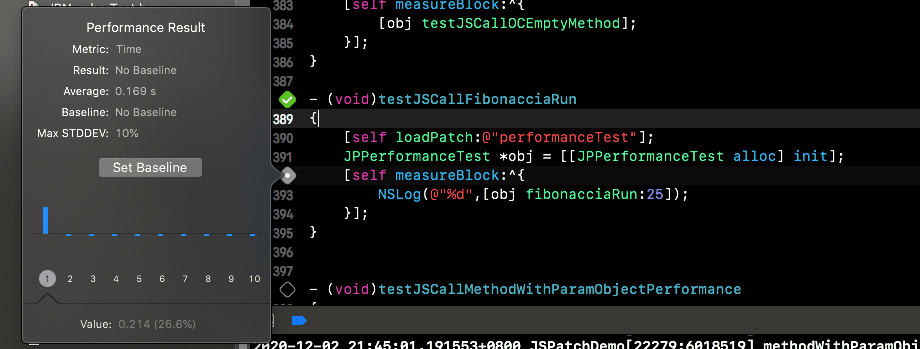 Performance Result
Metric: Time
Result: No Baseline
Average: 0.169 s
Baseline: No Baseline
Max STDDEV: 10%
Set Baseline
1 2 3 4 5 6 7 8 9 10
Value: 0.214 (26.6%)
383 [self measureBlock:^{
384 [obj testJSCallOCEmptyMethod];
385 }];
386 }
387
- (void)testJSCallFibonacciaRun
389 {
390 [self loadPatch:@"performanceTest"];
391 JPPerformanceTest *obj = [[JPPerformanceTest alloc] init];
[self measureBlock:^{
393 NSLog(@"%d",[obj fibonacciaRun:25]);
394 }];
395 }
396
397
- (void)testJSCallMethodWithParamObjectPerformance
2020-12-02 21:45:01.191553+0800 JSPatchDemo[22279:6018519] methodWithParamObj